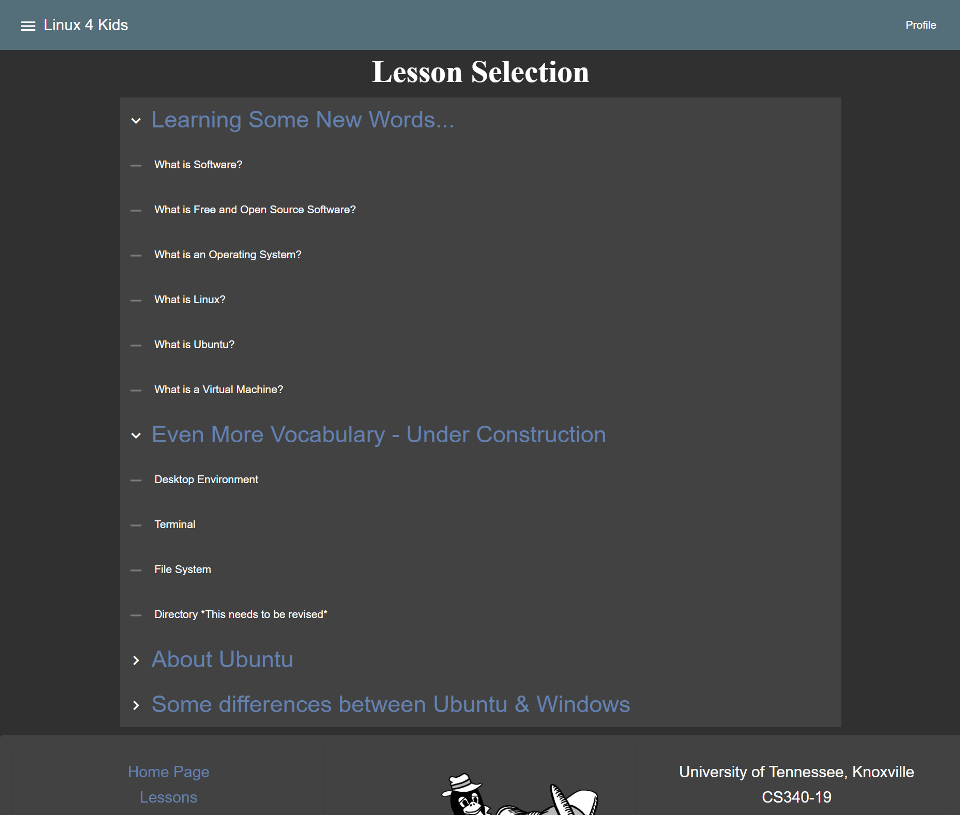 Linux 4 Kids
Profile
Lesson Selection
Learning Some New Words...
What is Software?
What is Free and Open Source Software?
What is an Operating System?
What is Linux?
What is Ubuntu?
What is a Virtual Machine?
Even More Vocabulary - Under Construction
Desktop Environment
Terminal
File System
Directory *This needs to be revised*
About Ubuntu
Some differences between Ubuntu & Windows
Home Page
Lessons
University of Tennessee, Knoxville
CS340-19